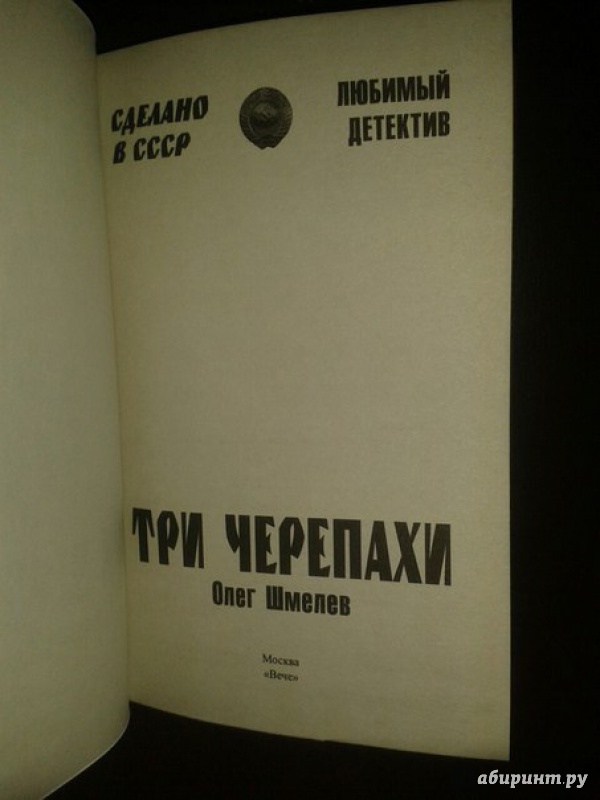 СДЕЛАНО
В СССР
ЛЮБИМЫЙ
ДЕТЕКТИВ
ТРИ ЧЕРЕПАХИ
Олег Шмелев
Москва
«Вече»
абиринт.ру